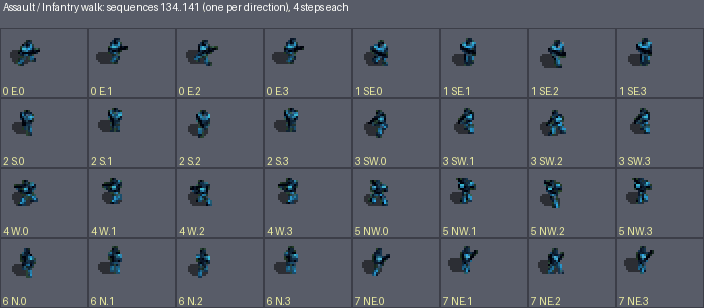 Assault / Infantry walk: sequences 134..141 (one per direction), 4 steps each
0 E.0 0 E.1 0 E.2 0 E.3 1 SE.0 1 SE.1 1 SE.2 1 SE.3
2 S.0 2 S.1 2 S.2 2 S.3 3 SW.0 3 SW.1 3 SW.2 3 SW.3
4 W.0 4 W.1 4 W.2 4 W.3 5 NW.0 5 NW.1 5 NW.2 5 NW.3
6 N.0 6 N.1 6 N.2 6 N.3 7 NE.0 7 NE.1 7 NE.2 7 NE.3